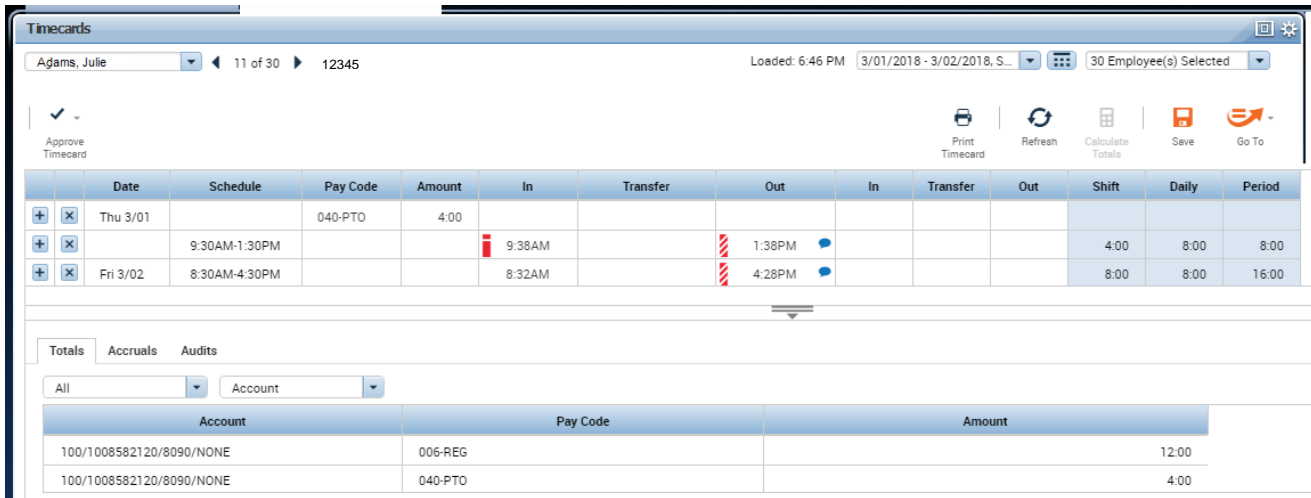 Timecards
Adams, Julie 11 of 30 12345 Loaded: 6:46 PM 3/01/2018 - 3/02/2018, S... 30 Employee(s) Selected
Approve Timecard Print Timecard Refresh Calculate Totals Save Go To
Date Schedule Pay Code Amount In Transfer Out In Transfer Out Shift Daily Period
Thu 3/01 040-PTO 4:00
9:30AM-1:30PM 9:38AM 1:38PM 4:00 8:00 8:00
Fri 3/02 8:30AM-4:30PM 8:32AM 4:28PM 8:00 8:00 16:00
Totals Accruals Audits
All Account
Account Pay Code Amount
100/1008582120/8090/NONE 006-REG 12:00
100/1008582120/8090/NONE 040-PTO 4:00